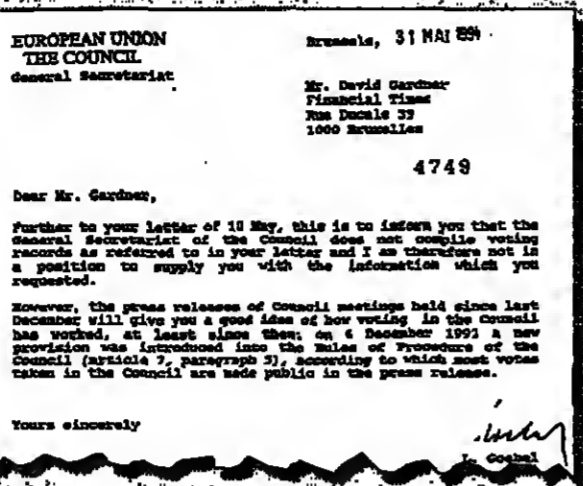 EUROPEAN UNION
THE COUNCIL
General Secretariat
Brussels, 31 MAI 1994
Mr. David Gardner
Financial Times
Rue Ducale 39
1000 Bruxelles
4749
Dear Mr. Gardner,
Further to your letter of 10 May, this is to inform you that the
General Secretariat of the Council does not compile voting
records as referred to in your letter and I am therefore not in
a position to supply you with the information which you
requested.
However, the press releases of Council meetings held since last
December will give you a good idea of how voting in the Council
has worked, at least since then: on 6 December 1993 a new
provision was introduced into the Rules of Procedure of the
Council (article 7, paragraph 5), according to which most votes
taken in the Council are made public in the press release.
Yours sincerely
L. Goebel